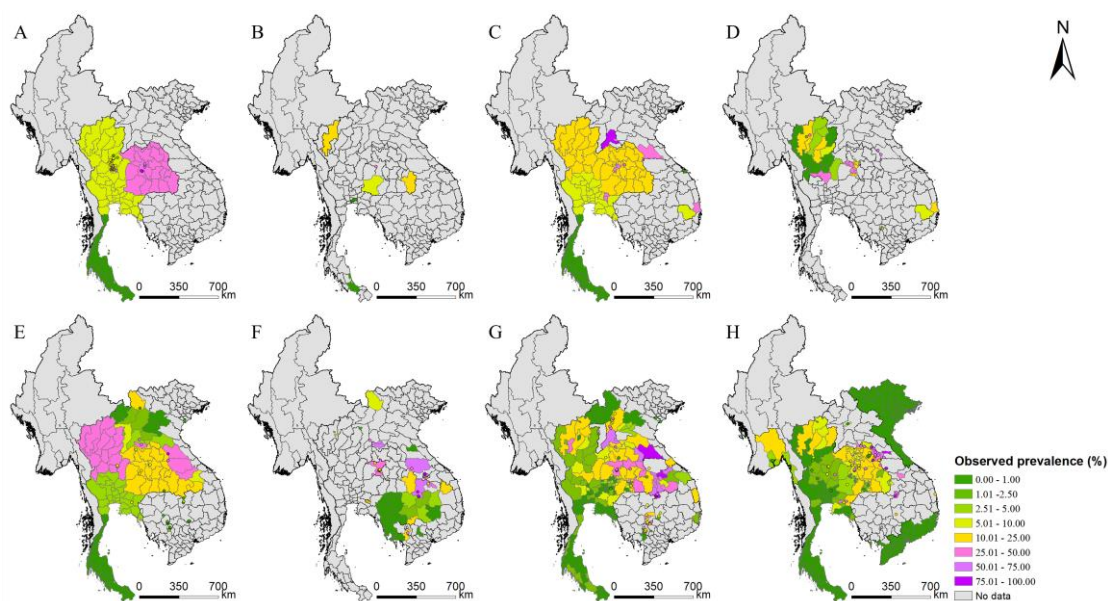 A
B
C
D
N
0 350 700
km
0 350 700
km
0 350 700
km
0 350 700
km
E
F
G
H
Observed prevalence (%)
0.00 - 1.00
1.01 -2.50
2.51 - 5.00
5.01 - 10.00
10.01 - 25.00
25.01 - 50.00
50.01 - 75.00
75.01 - 100.00
No data
0 350 700
km
0 350 700
km
0 350 700
km
0 350 700
km